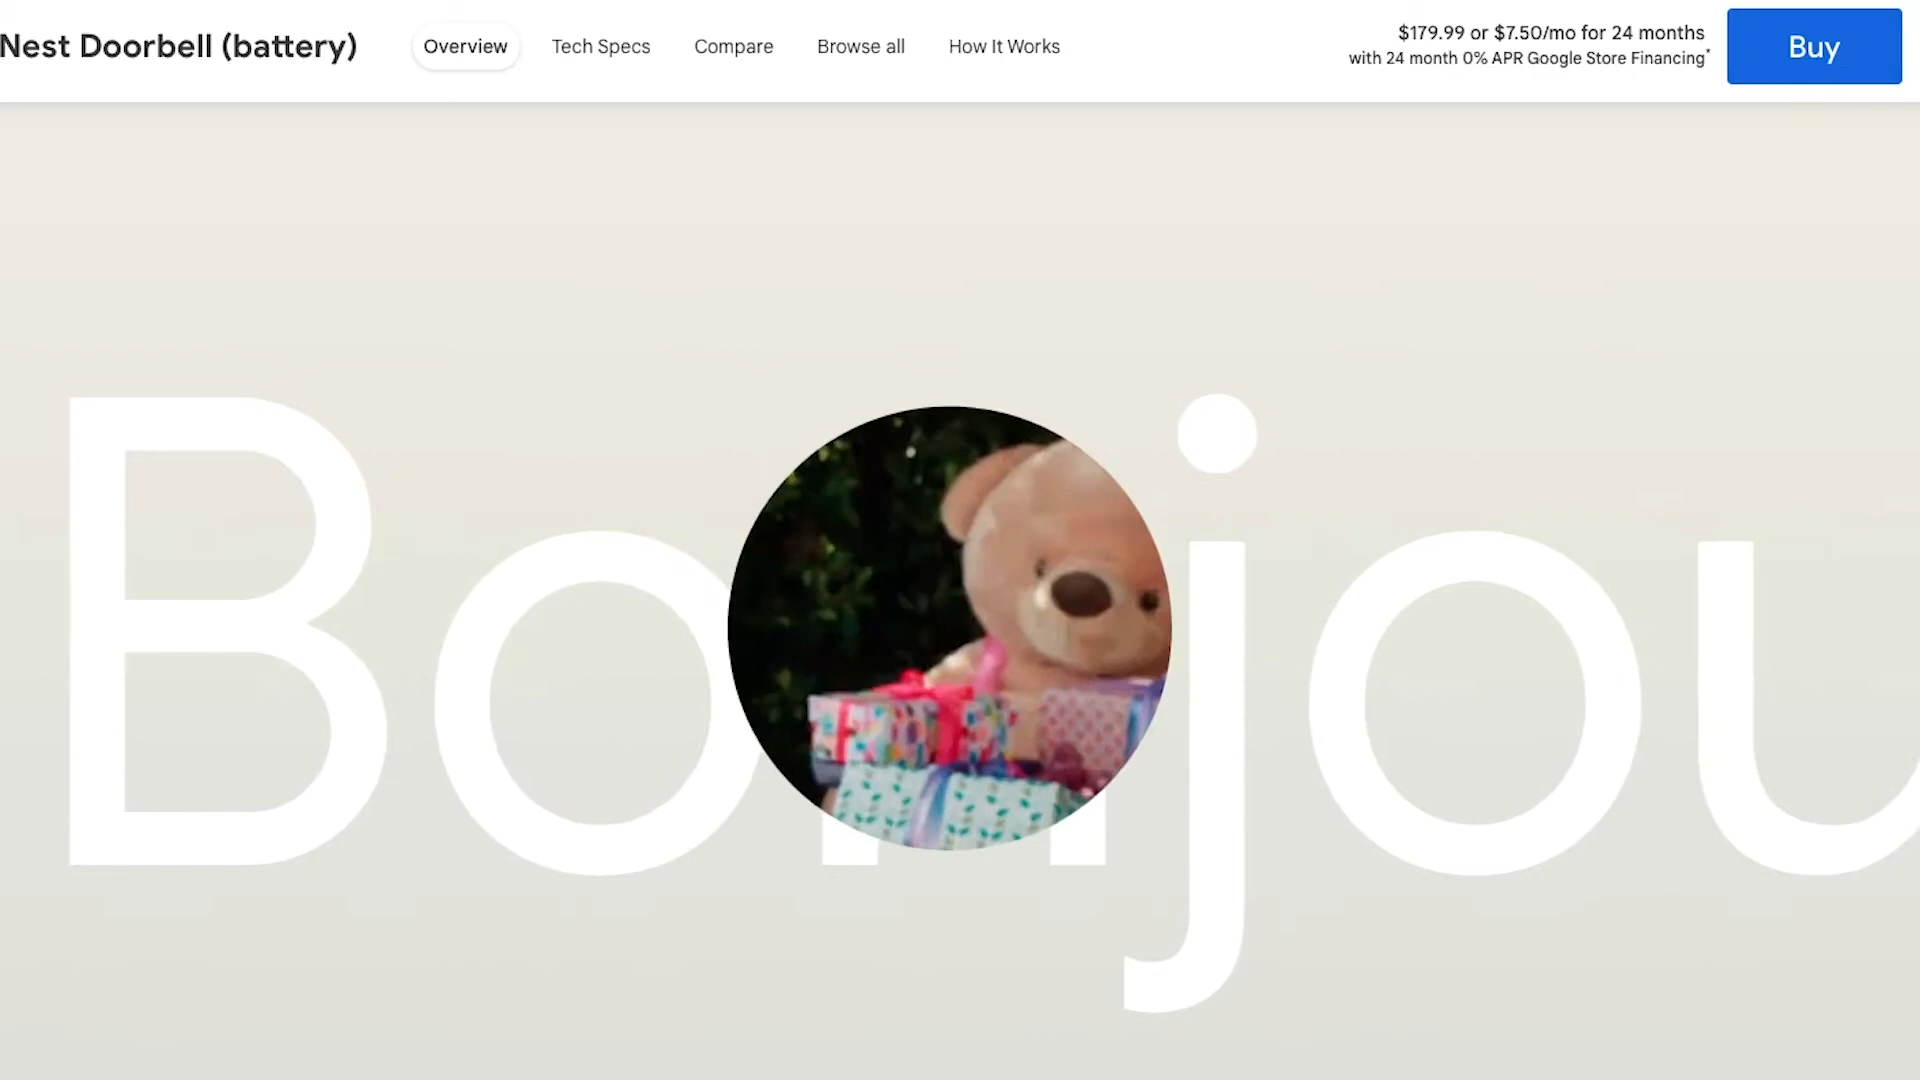 Nest Doorbell (battery)
Overview
Tech Specs
Compare
Browse all
How It Works
$179.99 or $7.50/mo for 24 months
with 24 month 0% APR Google Store Financing*
Buy
Bonjou